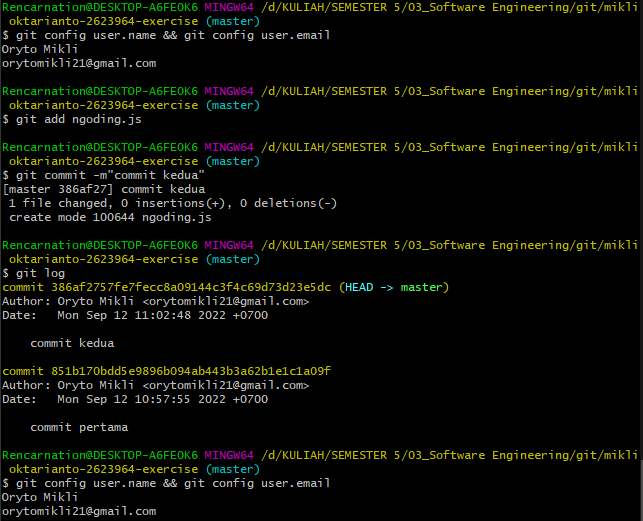 Rencarnation@DESKTOP-A6FEOK6 MINGW64 /d/KULIAH/SEMESTER 5/03_Software Engineering/git/mikli
 oktarianto-2623964-exercise (master)
$ git config user.name && git config user.email
Oryto Mikli
orytomikli21@gmail.com
Rencarnation@DESKTOP-A6FEOK6 MINGW64 /d/KULIAH/SEMESTER 5/03_Software Engineering/git/mikli
 oktarianto-2623964-exercise (master)
$ git add ngoding.js
Rencarnation@DESKTOP-A6FEOK6 MINGW64 /d/KULIAH/SEMESTER 5/03_Software Engineering/git/mikli
 oktarianto-2623964-exercise (master)
$ git commit -m"commit kedua"
[master 386af27] commit kedua
 1 file changed, 0 insertions(+), 0 deletions(-)
 create mode 100644 ngoding.js
Rencarnation@DESKTOP-A6FEOK6 MINGW64 /d/KULIAH/SEMESTER 5/03_Software Engineering/git/mikli
 oktarianto-2623964-exercise (master)
$ git log
commit 386af2757fe7fecc8a09144c3f4c69d73d23e5dc (HEAD -> master)
Author: Oryto Mikli <orytomikli21@gmail.com>
Date:   Mon Sep 12 11:02:48 2022 +0700
    commit kedua
commit 851b170bdd5e9896b094ab443b3a62b1e1c1a09f
Author: Oryto Mikli <orytomikli21@gmail.com>
Date:   Mon Sep 12 10:57:55 2022 +0700
    commit pertama
Rencarnation@DESKTOP-A6FEOK6 MINGW64 /d/KULIAH/SEMESTER 5/03_Software Engineering/git/mikli
 oktarianto-2623964-exercise (master)
$ git config user.name && git config user.email
Oryto Mikli
orytomikli21@gmail.com